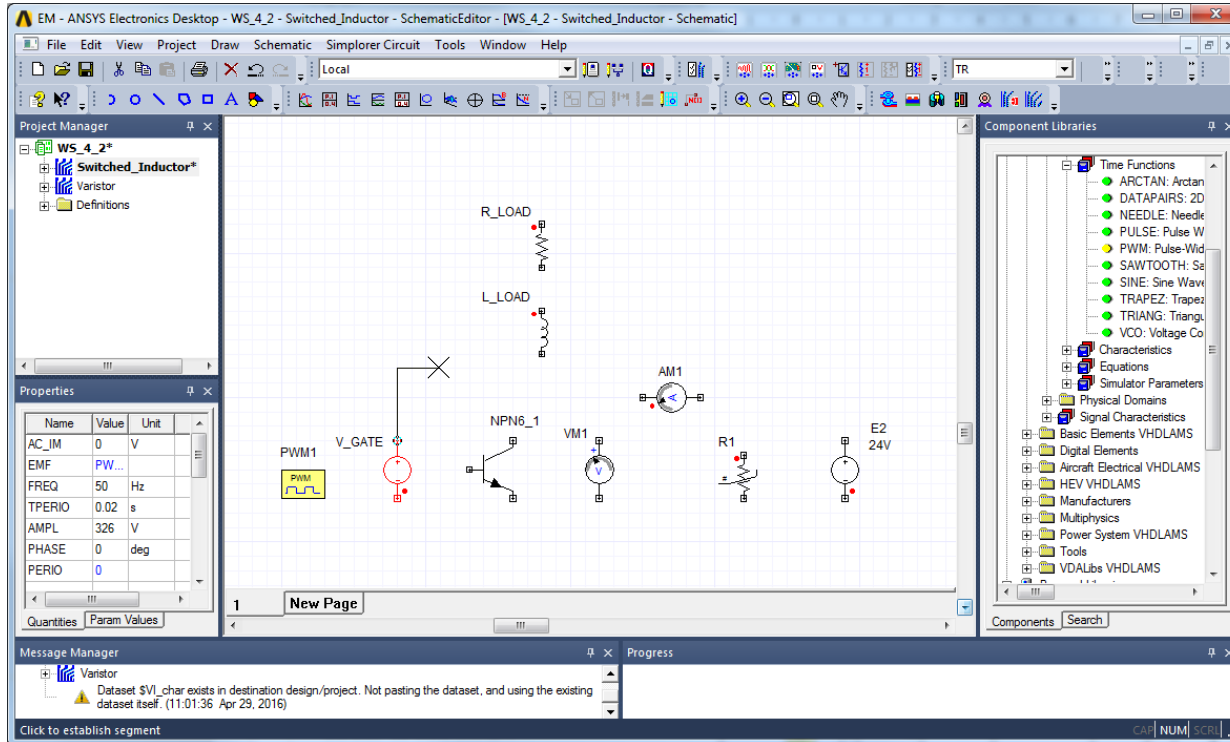 EM - ANSYS Electronics Desktop - WS_4_2 - Switched_Inductor - SchematicEditor - [WS_4_2 - Switched_Inductor - Schematic]
File Edit View Project Draw Schematic Simplorer Circuit Tools Window Help
Local
TR
Project Manager
WS_4_2*
Switched_Inductor*
Varistor
Definitions
Properties
Name Value Unit
AC_IM 0 V
EMF PW...
FREQ 50 Hz
TPERIO 0.02 s
AMPL 326 V
PHASE 0 deg
PERIO 0
Quantities Param Values
R_LOAD
L_LOAD
AM1
A
NPN6_1
PWM1
PWM
V_GATE
VM1
V
R1
E2
24V
1 New Page
Component Libraries
Time Functions
ARCTAN: Arctan
DATAPAIRS: 2D
NEEDLE: Needle
PULSE: Pulse W
PWM: Pulse-Wid
SAWTOOTH: Sa
SINE: Sine Wave
TRAPEZ: Trapez
TRIANG: Triangu
VCO: Voltage Co
Characteristics
Equations
Simulator Parameters
Physical Domains
Signal Characteristics
Basic Elements VHDLAMS
Digital Elements
Aircraft Electrical VHDLAMS
HEV VHDLAMS
Manufacturers
Multiphysics
Power System VHDLAMS
Tools
VDALibs VHDLAMS
Components Search
Message Manager
Varistor
Dataset $VI_char exists in destination design/project. Not pasting the dataset, and using the existing
dataset itself. (11:01:36 Apr 29, 2016)
Progress
Click to establish segment
CAP NUM SCRL